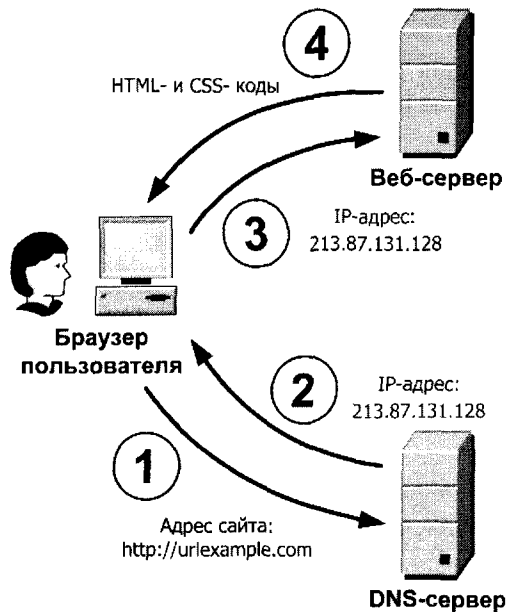 4
HTML- и CSS- коды
Веб-сервер
3
IP-адрес:
213.87.131.128
Браузер
пользователя
2
IP-адрес:
213.87.131.128
1
Адрес сайта:
http://urlexample.com
DNS-сервер